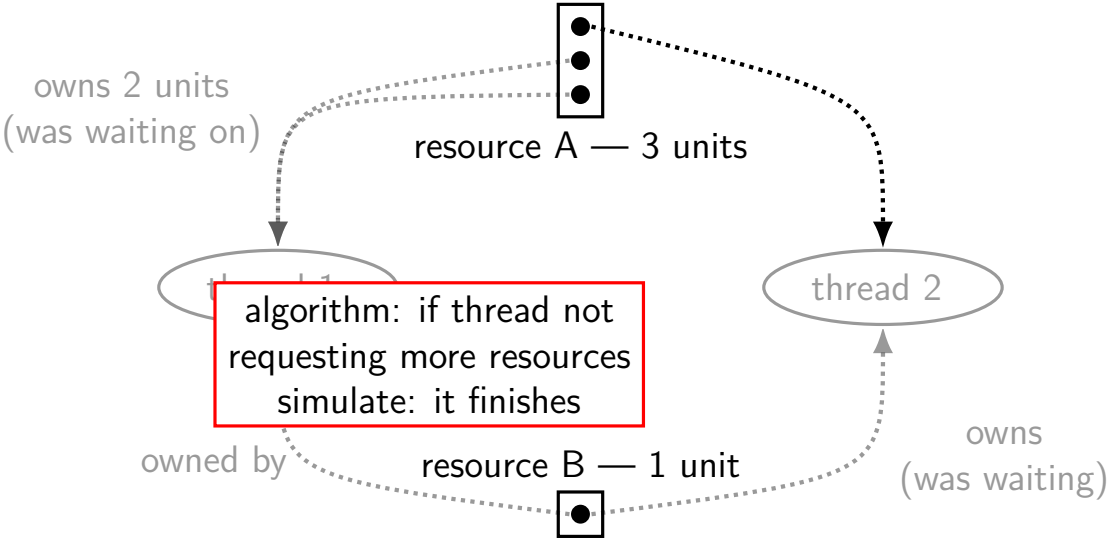 owns 2 units
(was waiting on)
resource A — 3 units
thread 2
algorithm: if thread not
requesting more resources
simulate: it finishes
owned by
resource B — 1 unit
owns
(was waiting)